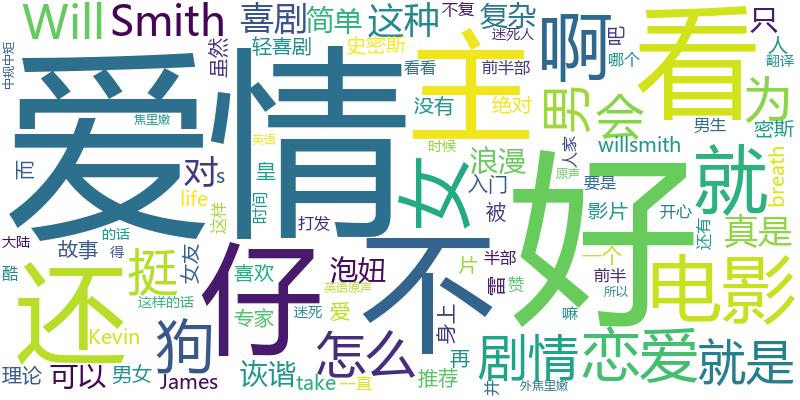 Will Smith 喜剧 这种 不复 复杂 迷死人 啊 看 只
简单 轻喜剧 史密斯 看看 前半部 吧 哪个 人 翻译
中规中矩 虽然 爱情 主 没有 绝对 男 会 为
焦里嫩 英语 时候 男生 密斯
而 对 s 皇 女 浪漫 人家 willsmith 就
life 时间 入门 原声 要是 breath
这样 打发 被 好 影片 开心 还有 真是
大陆 的话 得 故事 女友 仔 不 片 半部 一个 电影
酷 还 挺 喜欢 泡妞 身上 雷 赞 前半 所以
这样的话 狗 专家 英语原声 迷死 爱 嘛
Kevin 怎么 再 剧情 恋爱 就是
理论 可以 男女 James 诙谐 take 一直 推荐 并 外焦里嫩